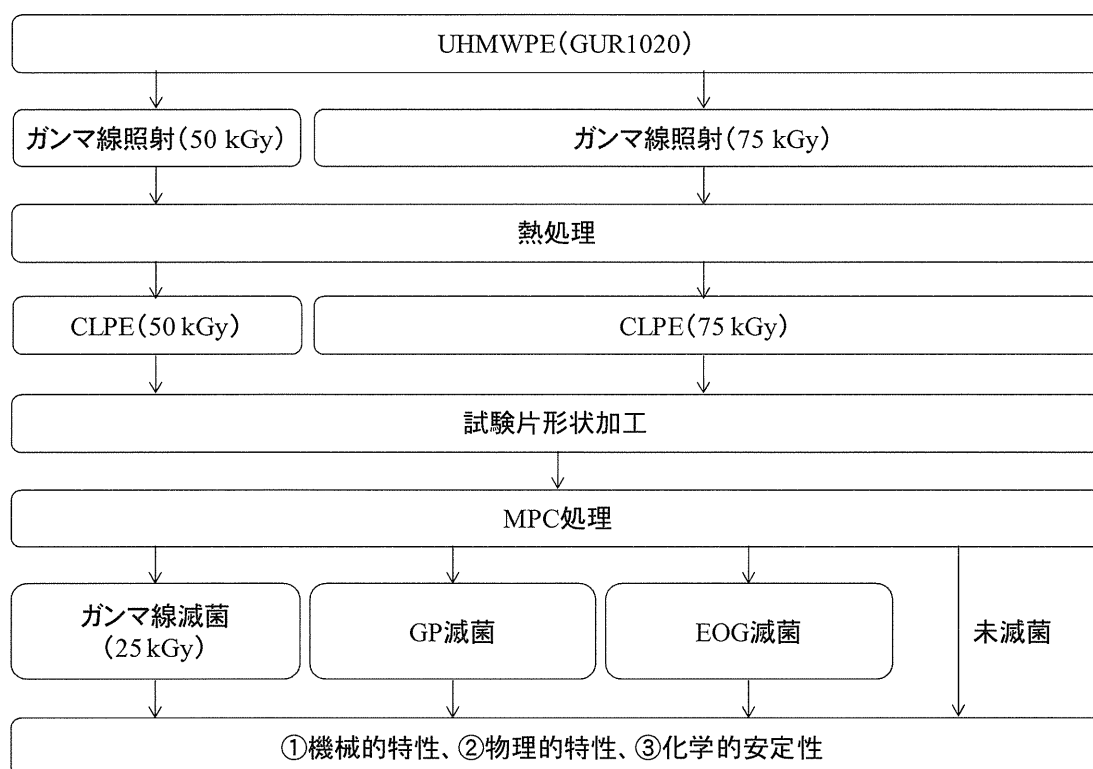 UHMWPE(GUR1020)
ガンマ線照射(50 kGy)
ガンマ線照射(75 kGy)
熱処理
CLPE(50 kGy)
CLPE(75 kGy)
試験片形状加工
MPC処理
ガンマ線滅菌
(25 kGy)
GP滅菌
EOG滅菌
未滅菌
①機械的特性、②物理的特性、③化学的安定性